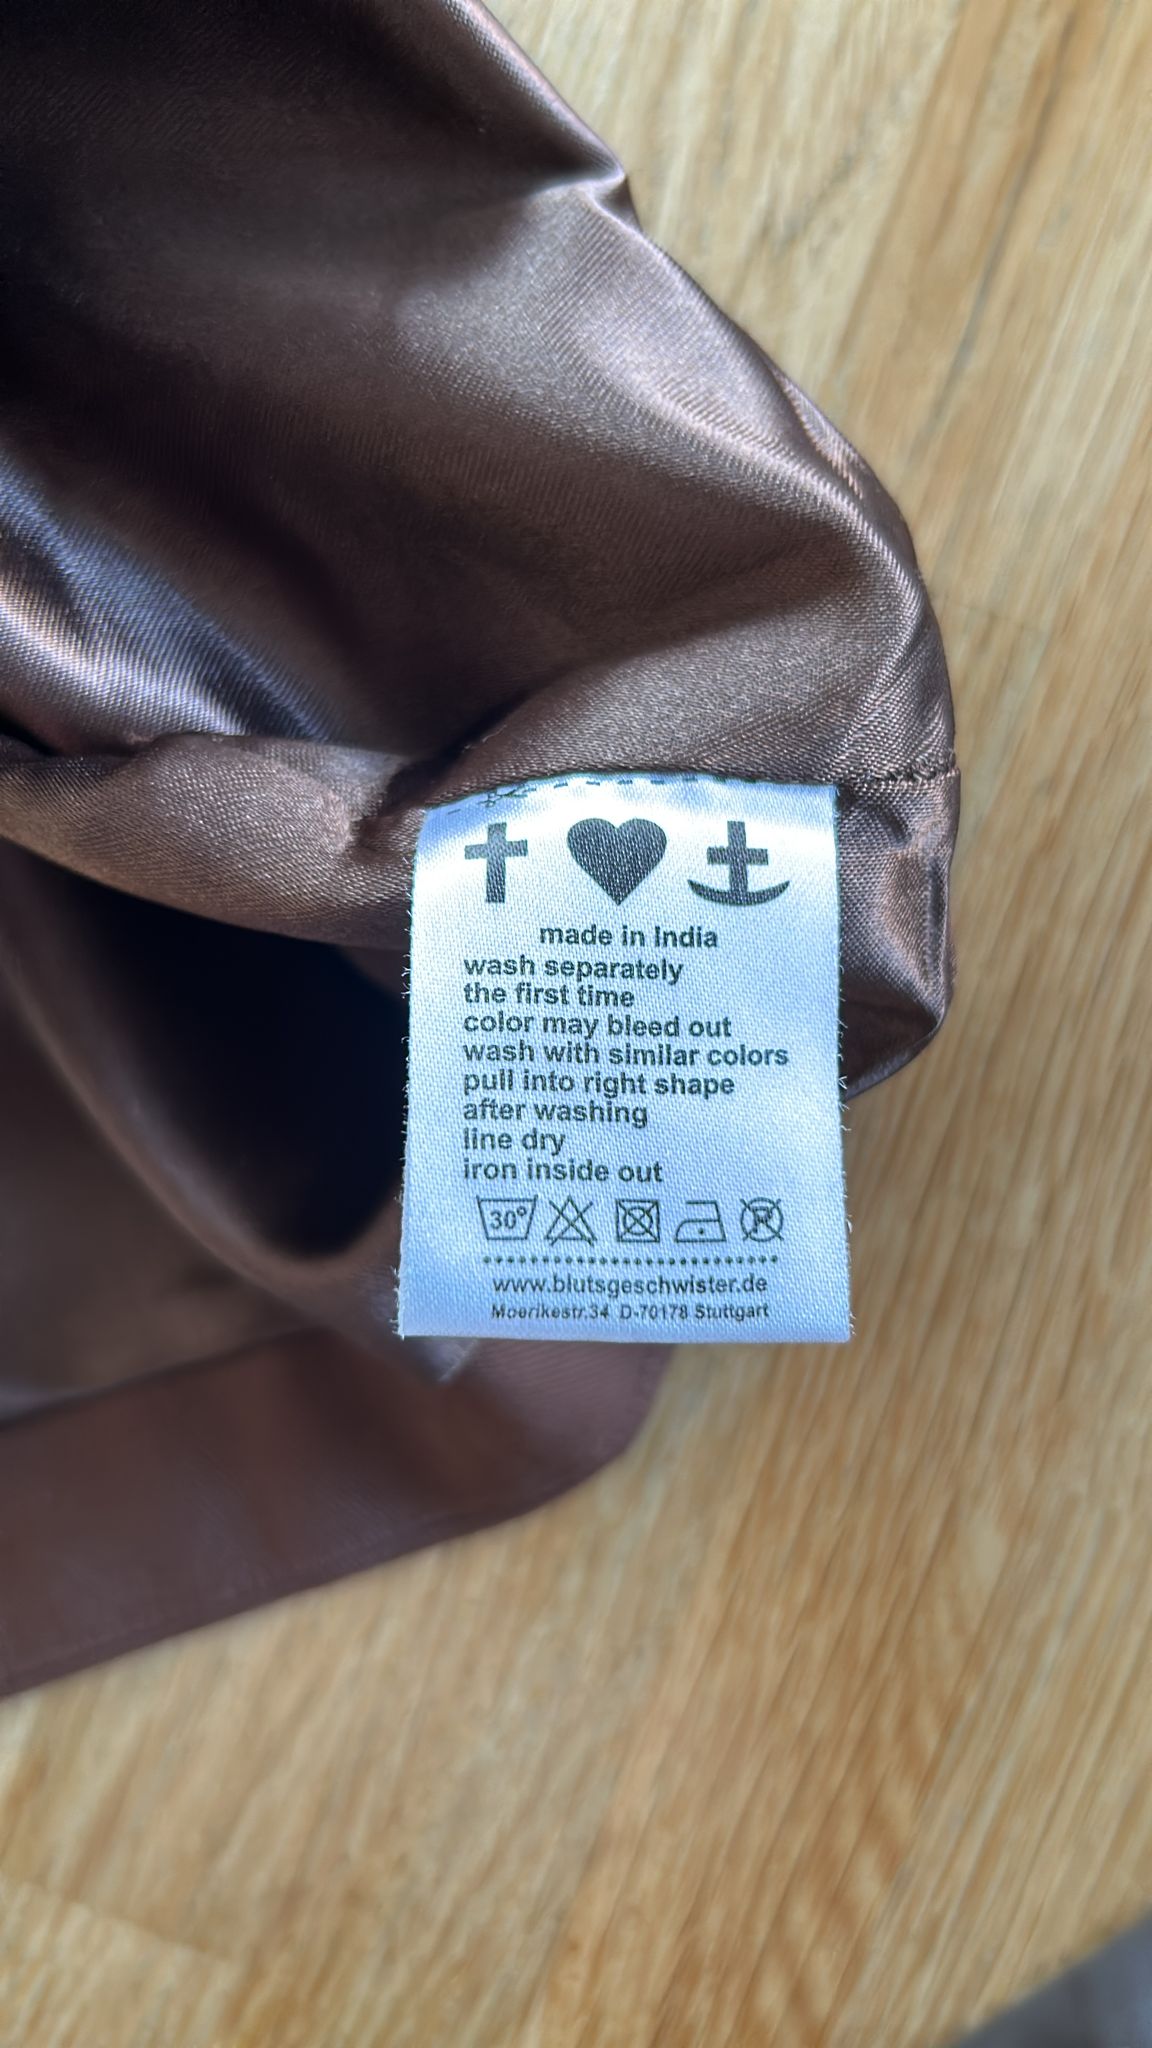 made in India
wash separately
the first time
color may bleed out
wash with similar colors
pull into right shape
after washing
line dry
iron inside out
30° P
www.blutsgeschwister.de
Moerikestr.34 D-70178 Stuttgart